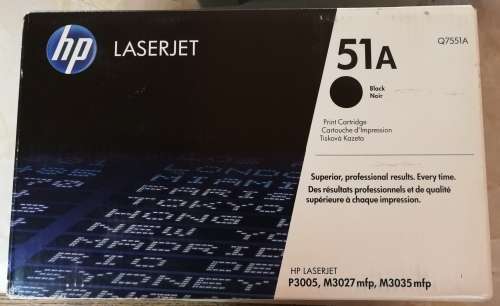 hp
LASERJET
51A
Q7551A
Black
Noir
Print Cartridge
Cartouche d'Impression
Tisková Kazeta
Superior, professional results. Every time.
Des résultats professionnels et de qualité
supérieure à chaque impression.
HP LASERJET
P3005, M3027 mfp, M3035 mfp